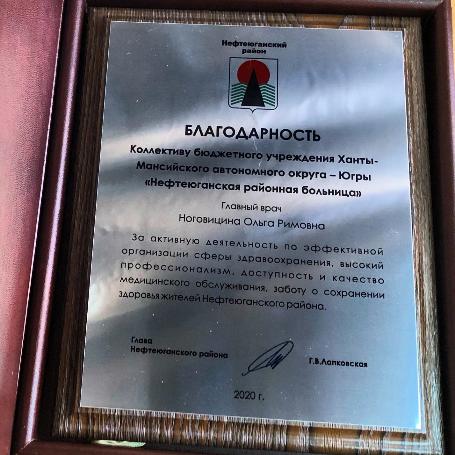 Нефтеюганский
район
БЛАГОДАРНОСТЬ
Коллективу бюджетного учреждения Ханты-
Мансийского автономного округа – Югры
«Нефтеюганская районная больница»
Главный врач
Ноговицина Ольга Римовна
За активную деятельность по эффективной
организации сферы здравоохранения, высокий
профессионализм, доступность и качество
медицинского обслуживания, заботу о сохранении
здоровья жителей Нефтеюганского района.
Глава
Нефтеюганского района
Г.В.Лапковская
2020 г.